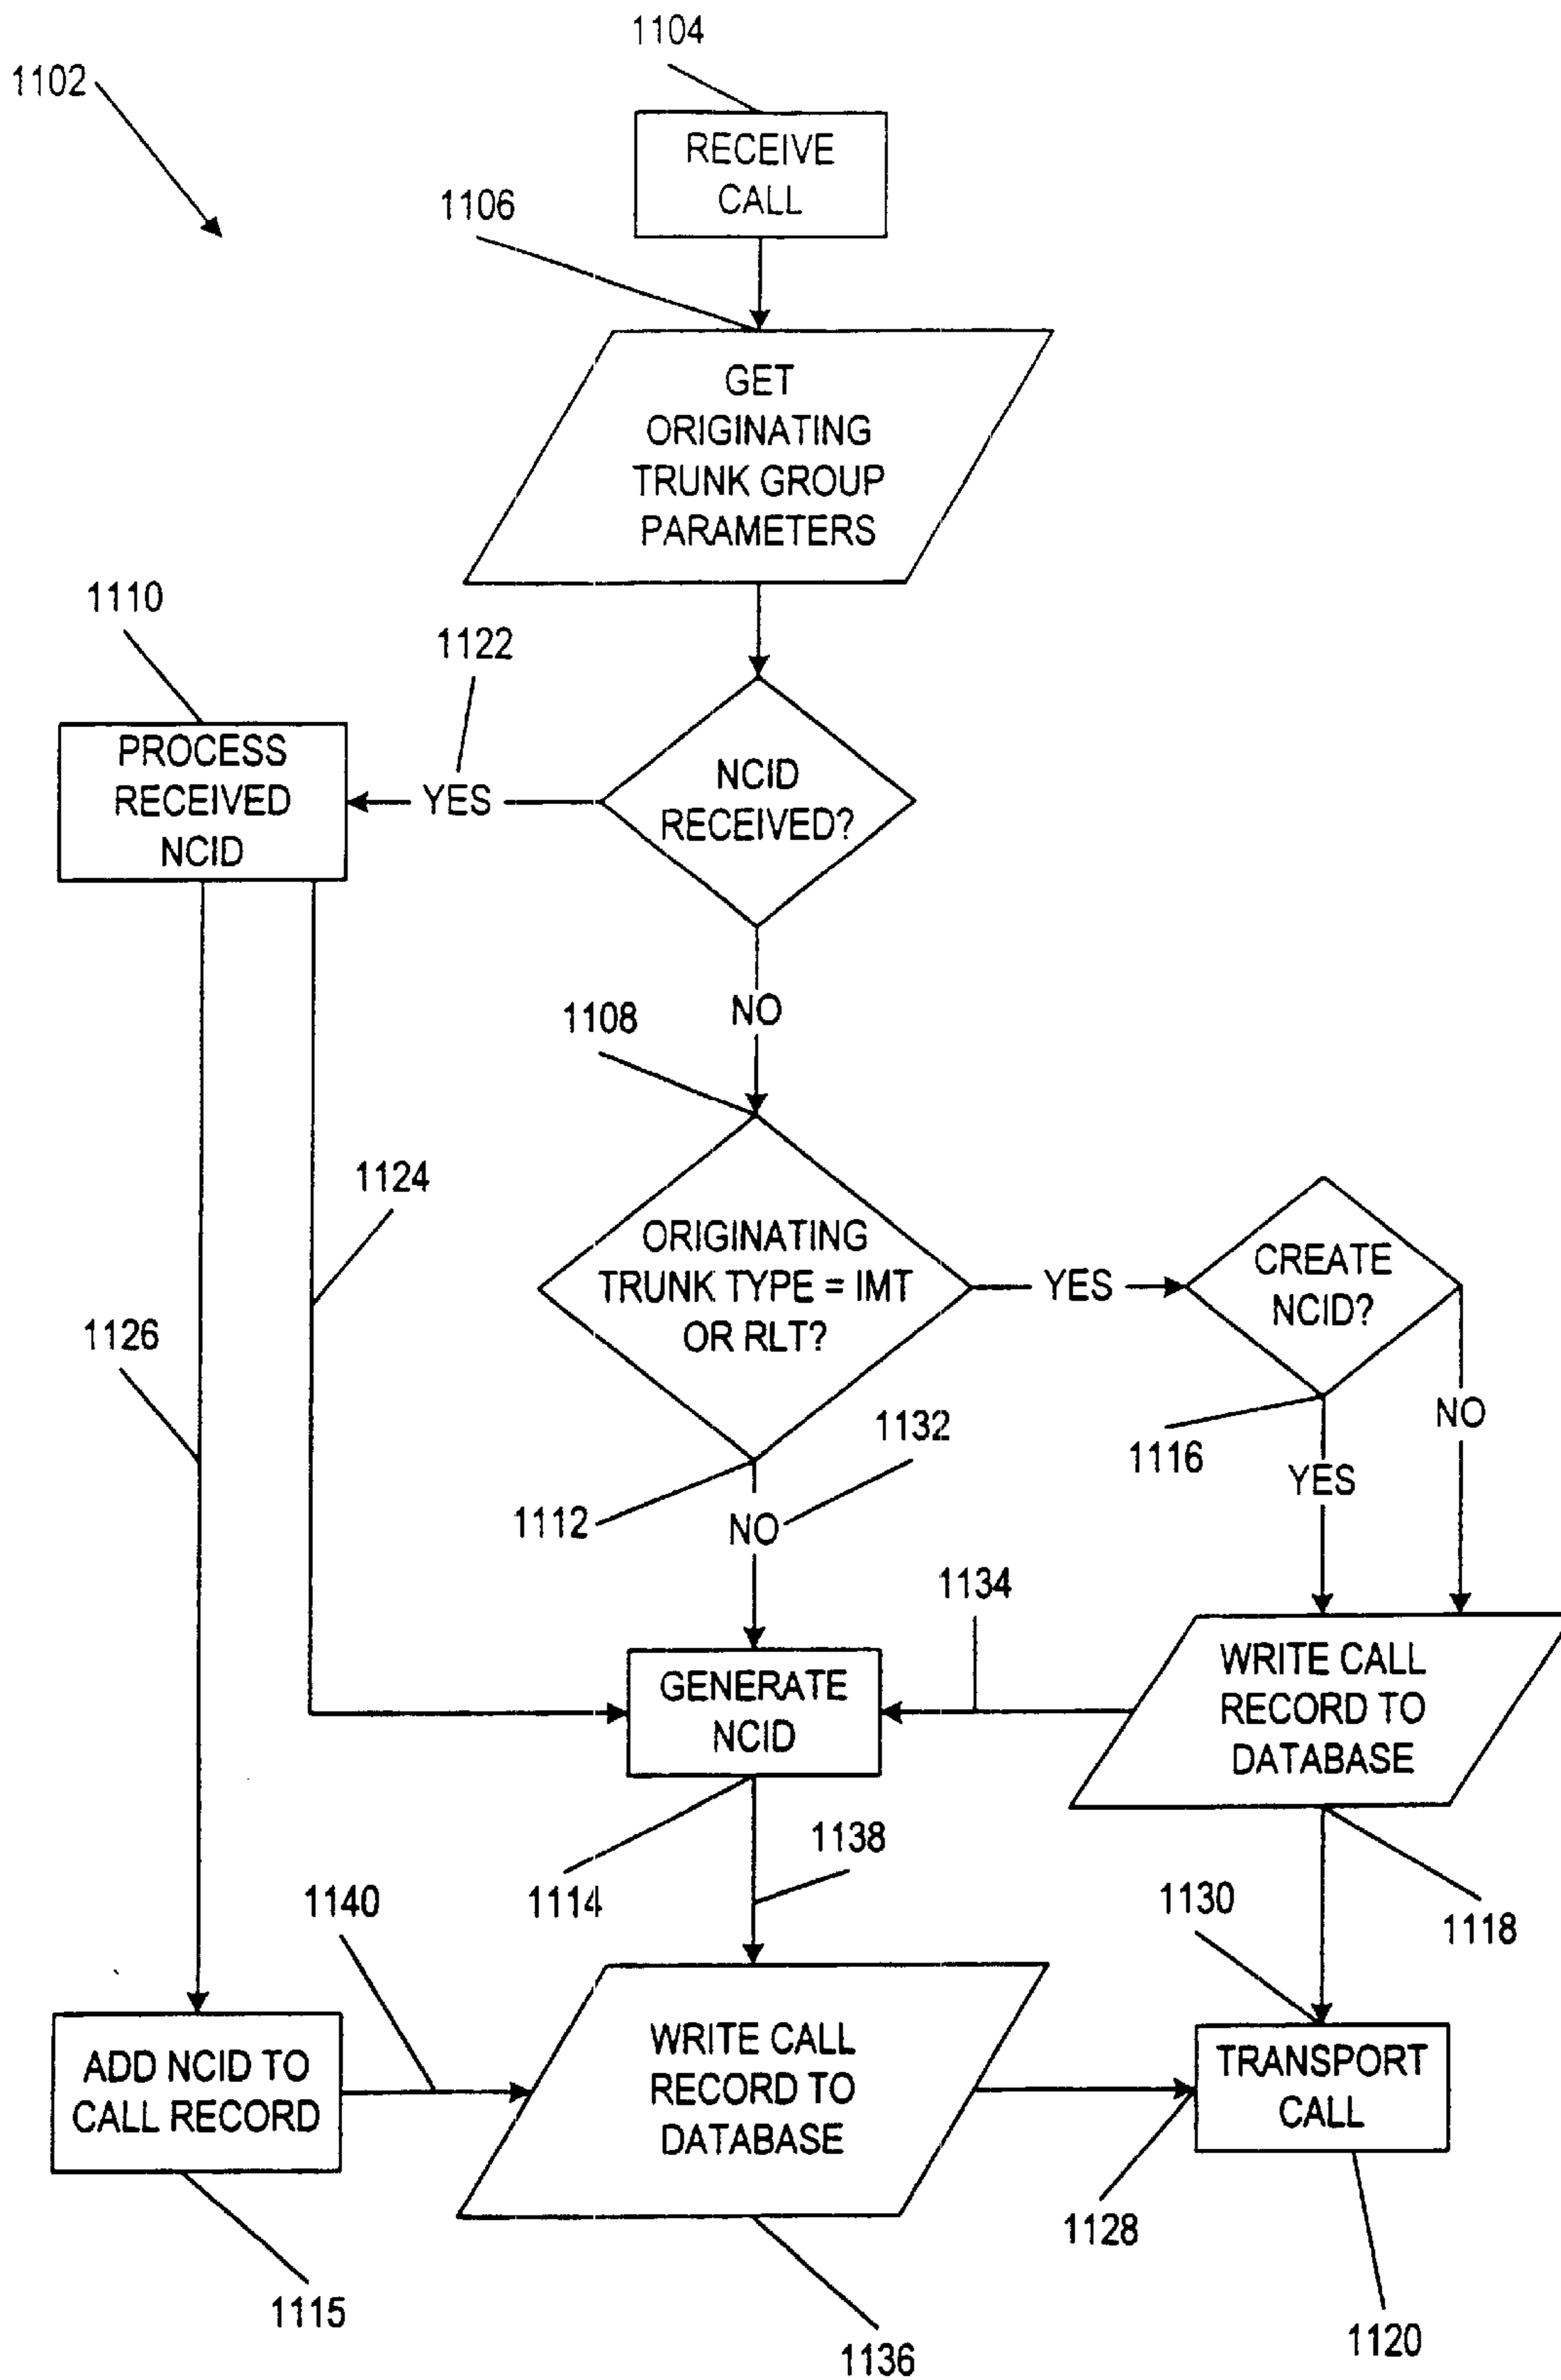 1104
1102
RECEIVE
CALL
1106
GET
ORIGINATING
TRUNK GROUP
PARAMETERS
1110
1122
PROCESS
RECEIVED
NCID
YES
NCID
RECEIVED?
NO
1108
1124
ORIGINATING
TRUNK TYPE = IMT
OR RLT?
YES
CREATE
NCID?
1126
1132
NO
1116
YES
1112
NO
1134
GENERATE
NCID
WRITE CALL
RECORD TO
DATABASE
1138
1140
1114
1130
1118
ADD NCID TO
CALL RECORD
WRITE CALL
RECORD TO
DATABASE
TRANSPORT
CALL
1128
1115
1136
1120